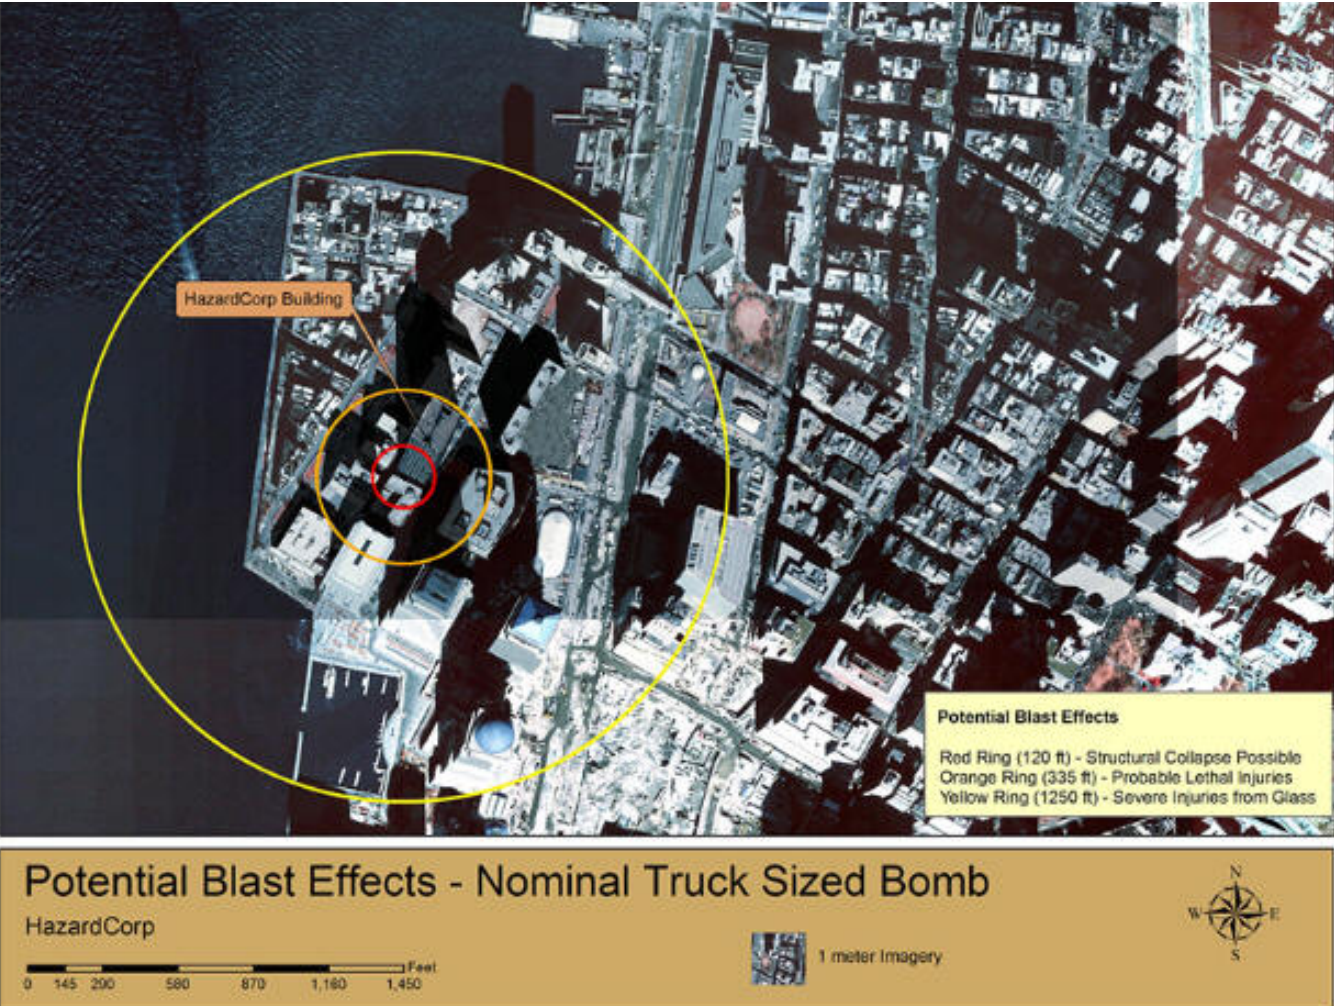 HazardCorp Building
Potential Blast Effects
Red Ring (120 ft) - Structural Collapse Possible
Orange Ring (335 ft) - Probable Lethal Injuries
Yellow Ring (1250 ft) - Severe Injuries from Glass
Potential Blast Effects - Nominal Truck Sized Bomb
HazardCorp
Feet
0 145 290 580 870 1,160 1,450
1 meter Imagery
N
W E
S